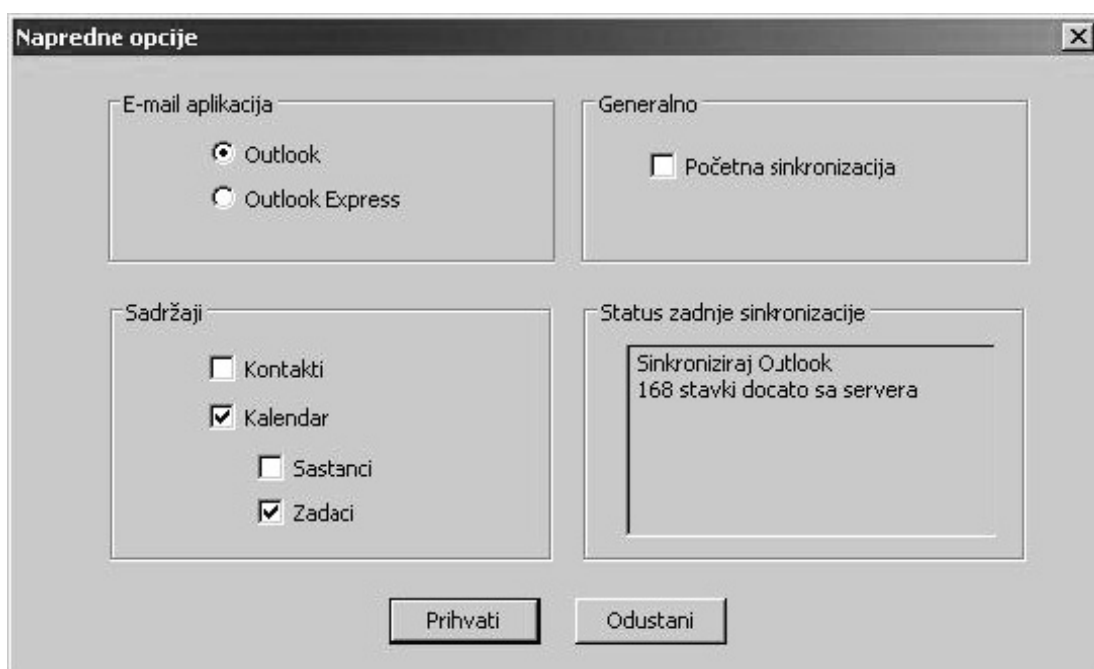 Napredne opcije
E-mail aplikacija
Outlook
Outlook Express
Generalno
Početna sinkronizacija
Sadržaji
Kontakti
Kalendar
Sastanci
Zadaci
Status zadnje sinkronizacije
Sinkroniziraj Outlook
168 stavki docato sa servera
Prihvati
Odustani